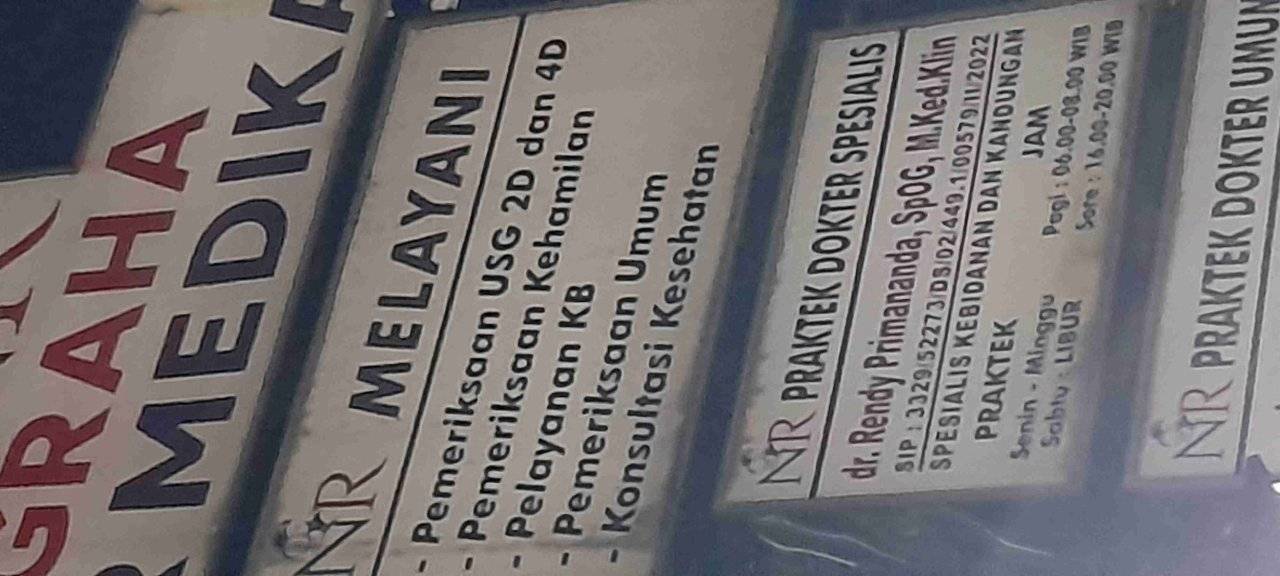 GRAHA
MEDIKA
NR MELAYANI
- Pemeriksaan USG 2D dan 4D
- Pemeriksaan Kehamilan
- Pelayanan KB
- Pemeriksaan Umum
- Konsultasi Kesehatan
NR PRAKTEK DOKTER SPESIALIS
dr. Rendy Primananda, SpOG, M.Ked.Klin
SIP : 3329/52273/DS/02/449.1/00579/11/2022
SPESIALIS KEBIDANAN DAN KANDUNGAN
PRAKTEK JAM
Senin - Minggu Pagi : 06.00-08.00 WIB
Sabtu : LIBUR Sore : 16.00-20.00 WIB
NR PRAKTEK DOKTER UMUM